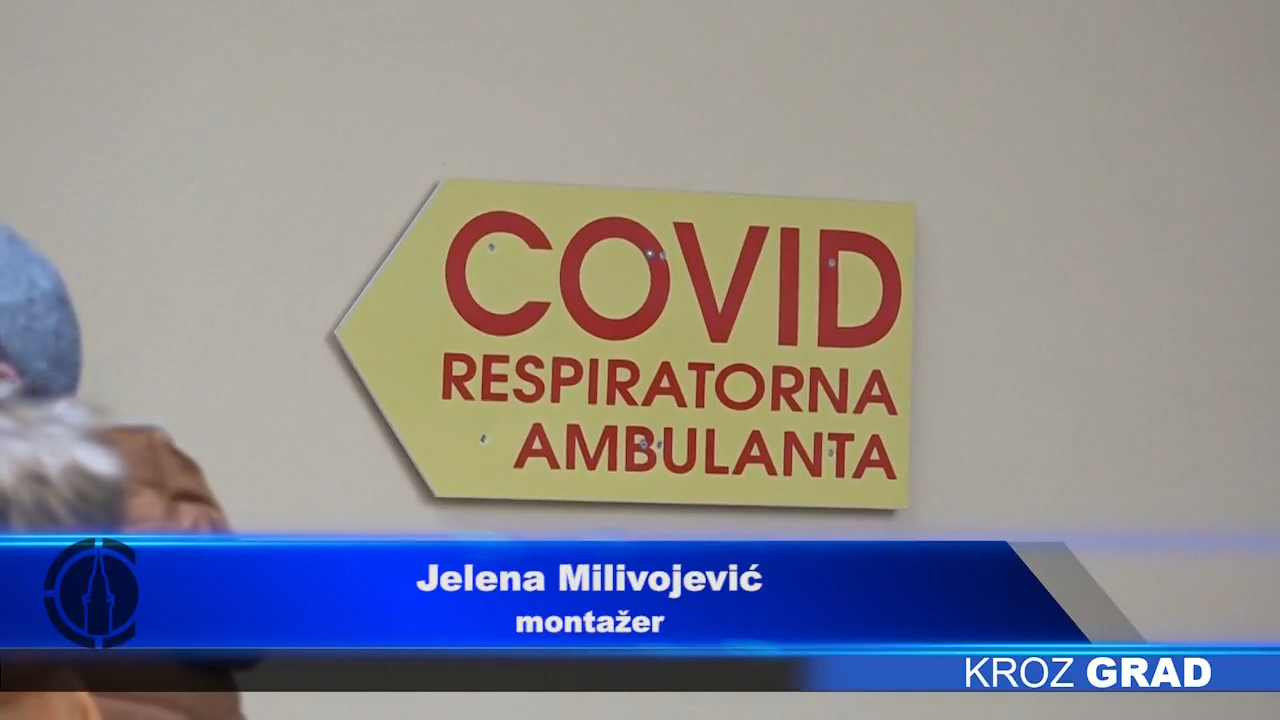 COVID
RESPIRATORNA
AMBULANTA
Jelena Milivojević
montažer
KROZ GRAD